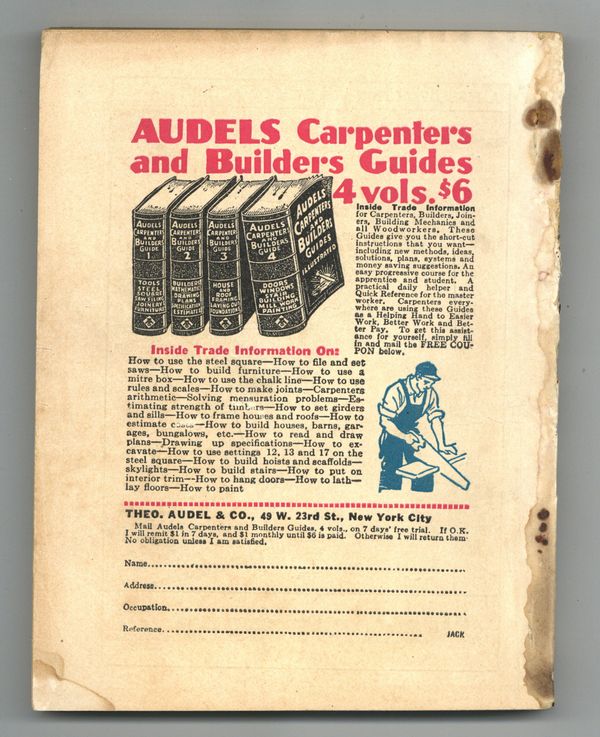 AUDELS Carpenters
and Builders Guides
4 vols. $6
AUDELS
CARPENTERS
AND
BUILDERS
GUIDE
1
TOOLS
STEEL
SQUARE
SAW FILING
JOINERY
FURNITURE
AUDELS
CARPENTERS
AND
BUILDERS
GUIDE
2
BUILDERS
MATHEMATICS
DRAWING
PLANS
SPECIFICATIONS
ESTIMATES
AUDELS
CARPENTERS
AND
BUILDERS
GUIDE
3
HOUSE
AND
ROOF
FRAMING
LAYING OUT
FOUNDATIONS
AUDELS
CARPENTERS
AND
BUILDERS
GUIDE
4
DOORS
WINDOWS
STAIR
BUILDING
MILL WORK
PAINTING
AUDELS
CARPENTERS
AND
BUILDERS
GUIDES
ILLUSTRATED
Inside Trade Information
for Carpenters, Builders, Join-
ers, Building Mechanics and
all Woodworkers. These
Guides give you the short-cut
instructions that you want—
including new methods, ideas,
solutions, plans, systems and
money saving suggestions. An
easy progressive course for the
apprentice and student. A
practical daily helper and
Quick Reference for the master
worker. Carpenters every-
where are using these Guides
as a Helping Hand to Easier
Work, Better Work and Bet-
ter Pay. To get this assist-
ance for yourself, simply fill
in and mail the FREE COU-
PON below.
Inside Trade Information On:
How to use the steel square—How to file and set
saws—How to build furniture—How to use a
mitre box—How to use the chalk line—How to use
rules and scales—How to make joints—Carpenters
arithmetic—Solving mensuration problems—Es-
timating strength of timbers—How to set girders
and sills—How to frame houses and roofs—How to
estimate costs—How to build houses, barns, gar-
ages, bungalows, etc.—How to read and draw
plans—Drawing up specifications—How to ex-
cavate—How to use settings 12, 13 and 17 on the
steel square—How to build hoists and scaffolds—
skylights—How to build stairs—How to put on
interior trim—How to hang doors—How to lath—
lay floors—How to paint
THEO. AUDEL & CO., 49 W. 23rd St., New York City
Mail Audels Carpenters and Builders Guides, 4 vols., on 7 days' free trial. If O.K.
I will remit $1 in 7 days, and $1 monthly until $6 is paid. Otherwise I will return them.
No obligation unless I am satisfied.
Name
Address
Occupation
Reference JACK